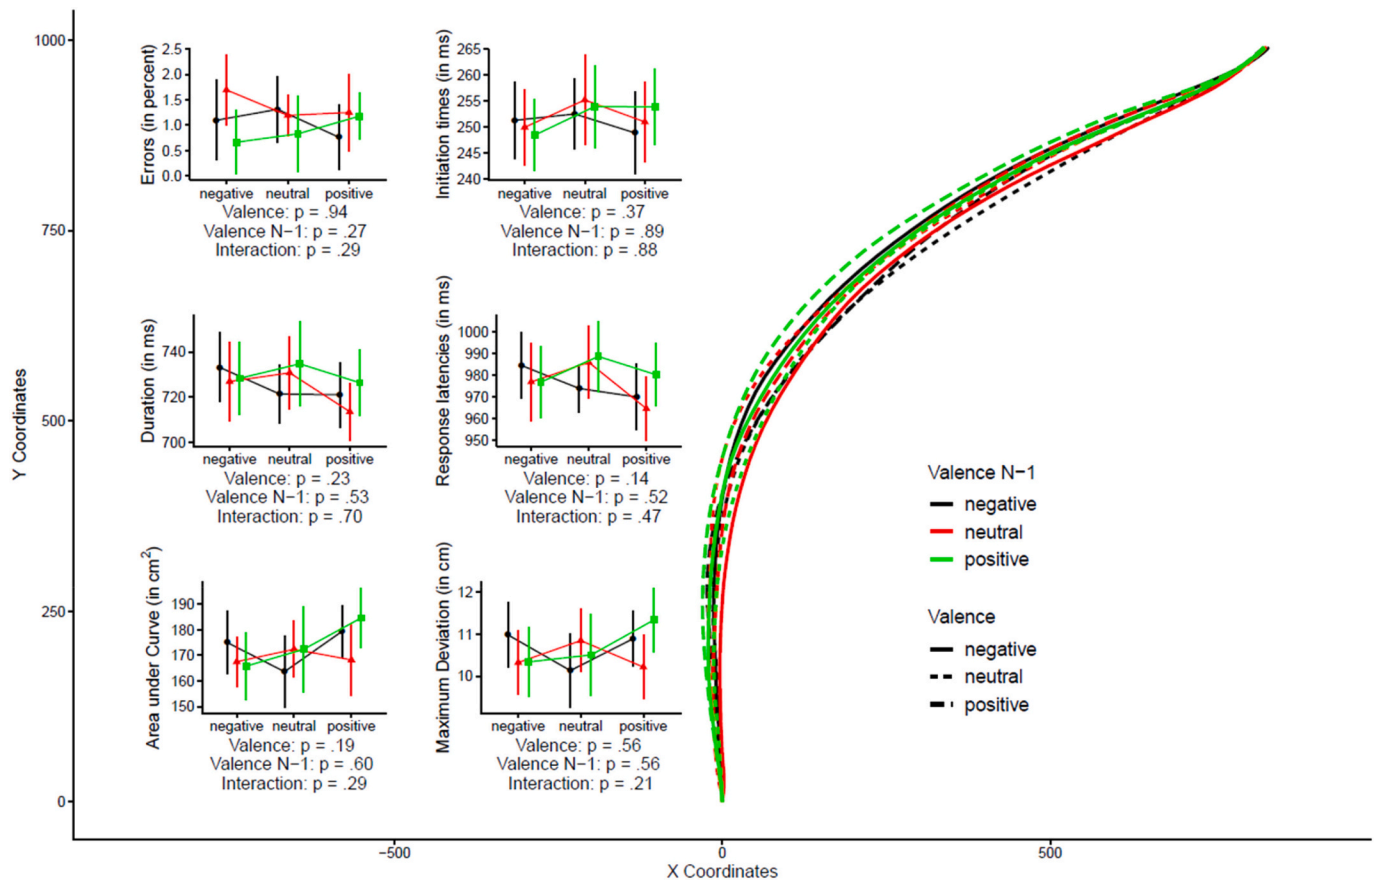 Y Coordinates
1000
750
500
250
0
−500
0
500
X Coordinates
Errors (in percent)
2.5
2.0
1.5
1.0
0.5
0.0
negative neutral positive
Valence: p = .94
Valence N−1: p = .27
Interaction: p = .29
Initiation times (in ms)
265
260
255
250
245
240
negative neutral positive
Valence: p = .37
Valence N−1: p = .89
Interaction: p = .88
Duration (in ms)
740
720
700
negative neutral positive
Valence: p = .23
Valence N−1: p = .53
Interaction: p = .70
Response latencies (in ms)
1000
990
980
970
960
950
negative neutral positive
Valence: p = .14
Valence N−1: p = .52
Interaction: p = .47
Area under Curve (in cm²)
190
180
170
160
150
negative neutral positive
Valence: p = .19
Valence N−1: p = .60
Interaction: p = .29
Maximum Deviation (in cm)
12
11
10
negative neutral positive
Valence: p = .56
Valence N−1: p = .56
Interaction: p = .21
Valence N−1
negative
neutral
positive
Valence
negative
neutral
positive